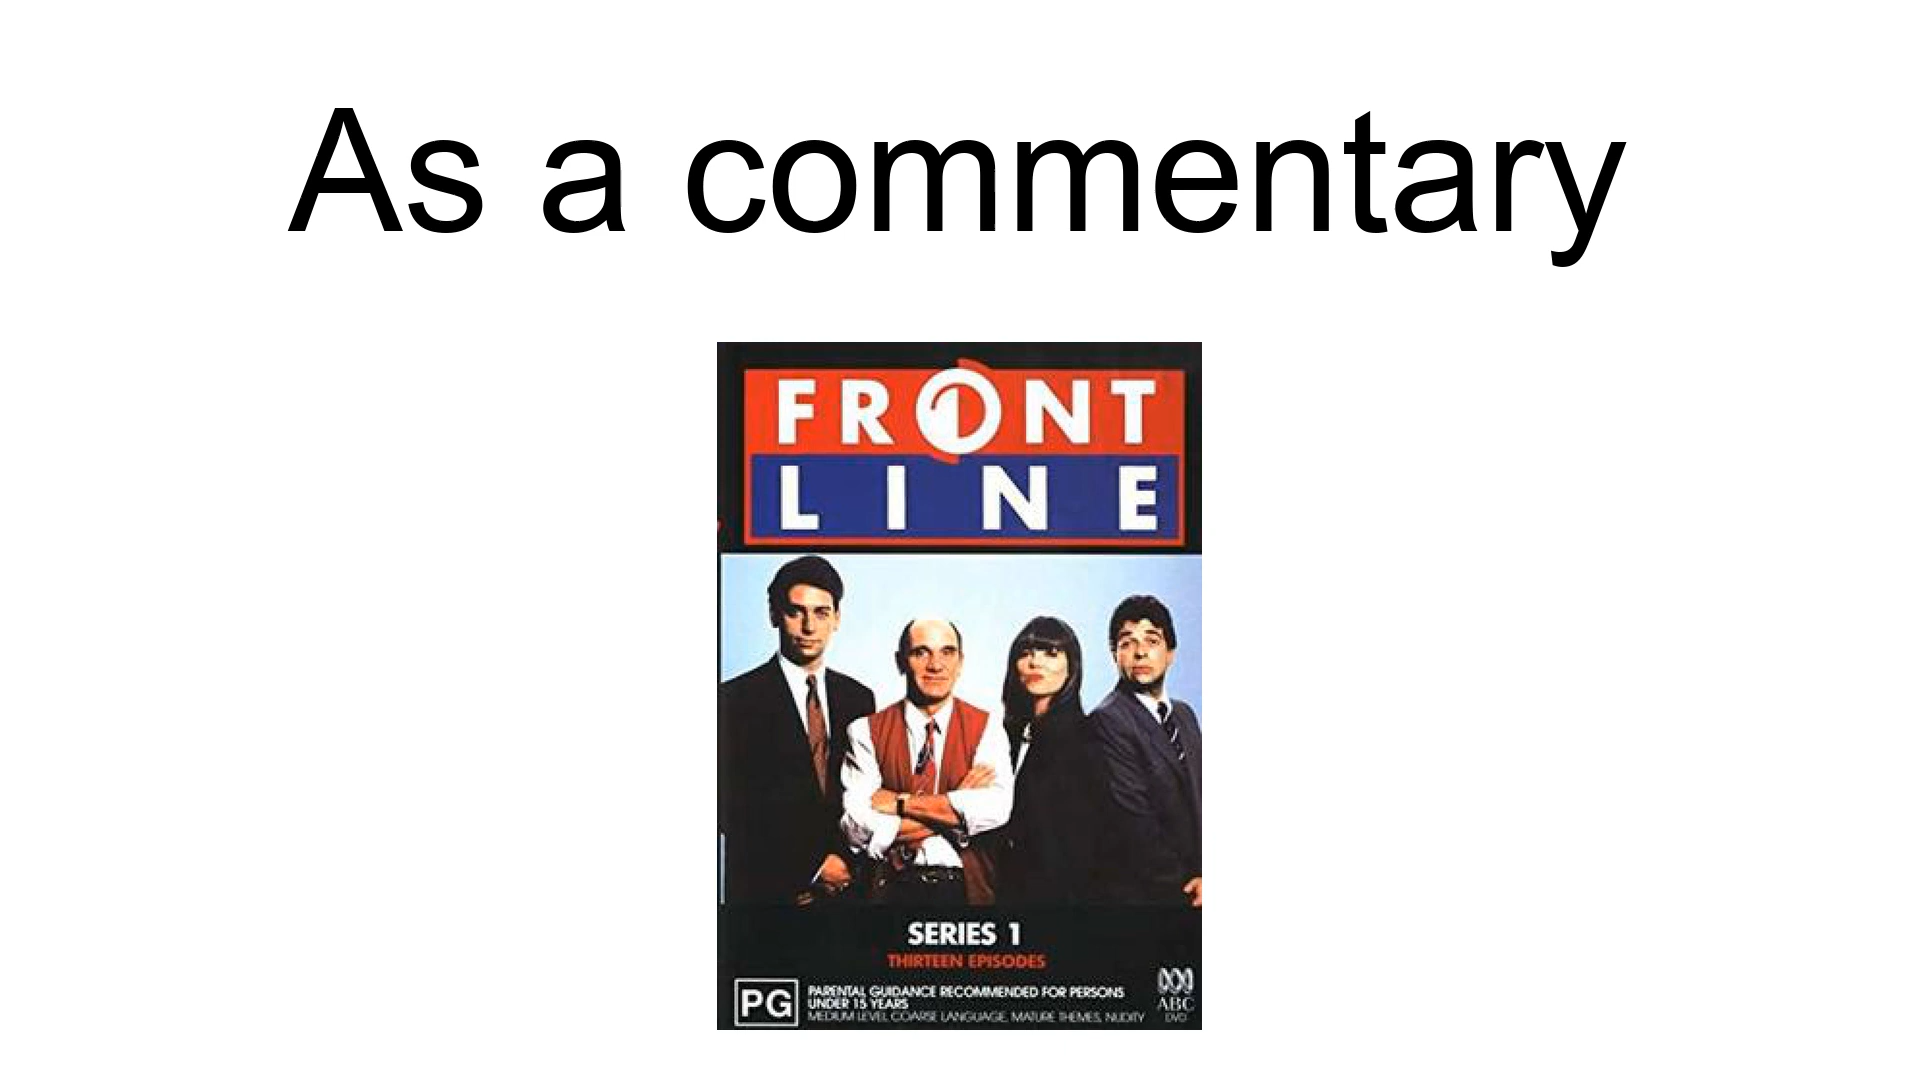 As a commentary
FRONT
LINE
SERIES 1
THIRTEEN EPISODES
PG
PARENTAL GUIDANCE RECOMMENDED FOR PERSONS
UNDER 15 YEARS
MEDIUM LEVEL COARSE LANGUAGE, MATURE THEMES, NUDITY
ABC
DVD